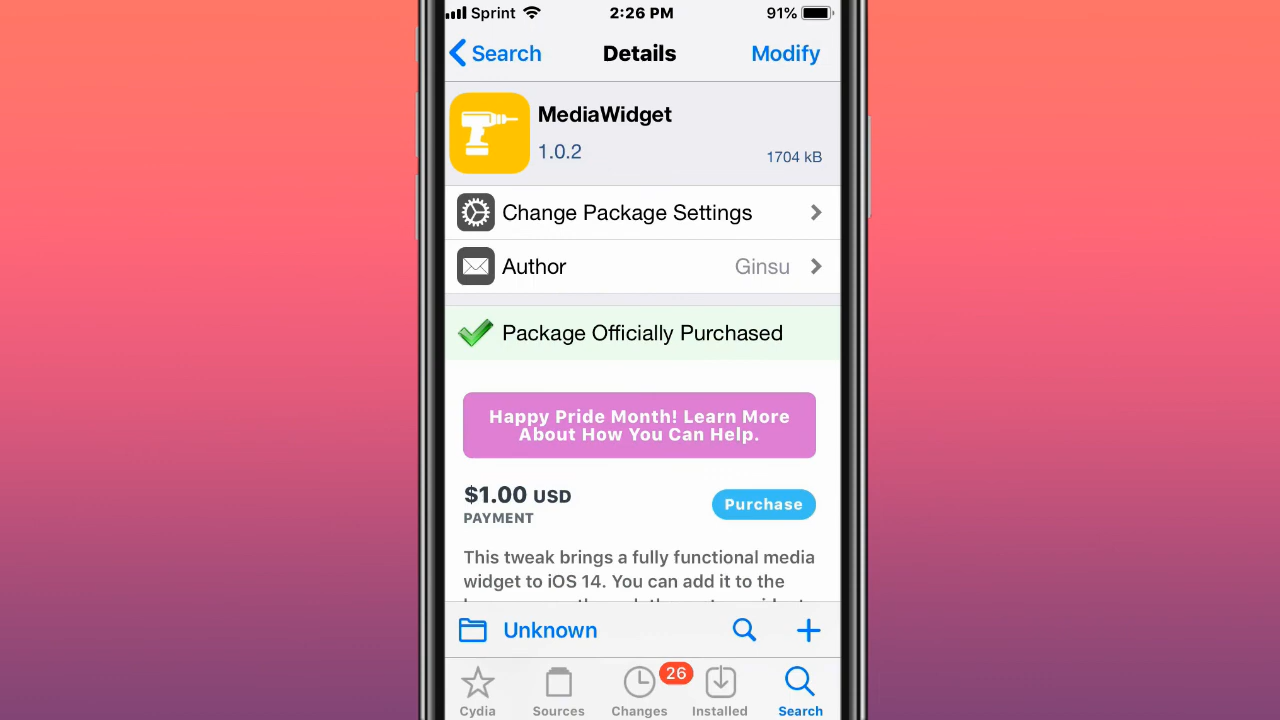 Sprint
2:26 PM
91%
Search
Details
Modify
MediaWidget
1.0.2
1704 kB
Change Package Settings
Author
Ginsu
Package Officially Purchased
Happy Pride Month! Learn More
About How You Can Help.
$1.00 USD
PAYMENT
Purchase
This tweak brings a fully functional media
widget to iOS 14. You can add it to the
Unknown
26
Cydia
Sources
Changes
Installed
Search